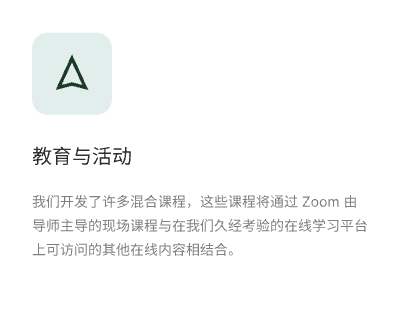 教育与活动
我们开发了许多混合课程，这些课程将通过 Zoom 由
导师主导的现场课程与在我们久经考验的在线学习平台
上可访问的其他在线内容相结合。